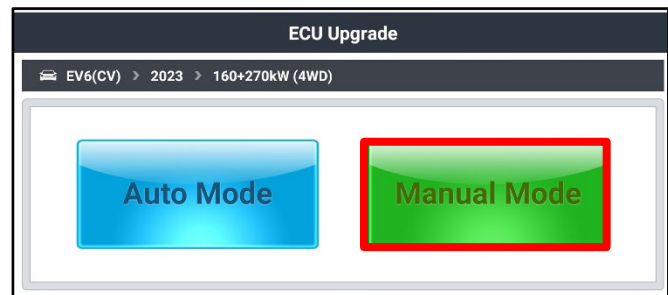 ECU Upgrade
EV6(CV) > 2023 > 160+270kW (4WD)
Auto Mode Manual Mode